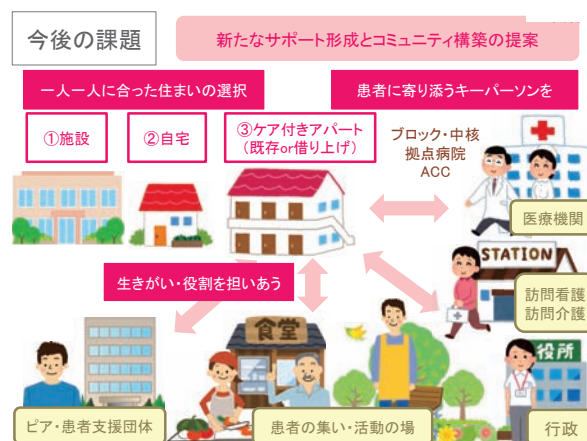 今後の課題
新たなサポート形成とコミュニティ構築の提案
一人一人に合った住まいの選択
患者に寄り添うキーパーソンを
①施設
②自宅
③ケア付きアパート
(既存or借り上げ)
ブロック・中核
拠点病院
ACC
医療機関
STATION
訪問看護
訪問介護
生きがい・役割を担いあう
食堂
役所
ピア・患者支援団体
患者の集い・活動の場
行政